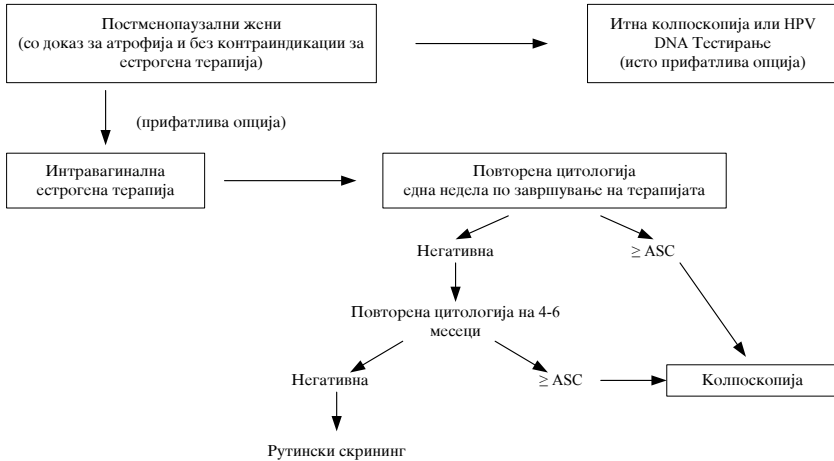 Постменопаузални жени
(со доказ за атрофија и без контраиндикации за
естрогена терапија)
Итна колпоскопија или HPV
DNA Тестирање
(исто прифатлива опција)
(прифатлива опција)
Интравагинална
естрогена терапија
Повторена цитологија
една недела по завршување на терапијата
Негативна
≥ ASC
Повторена цитологија на 4-6
месеци
Негативна
≥ ASC
Колпоскопија
Рутински скрининг